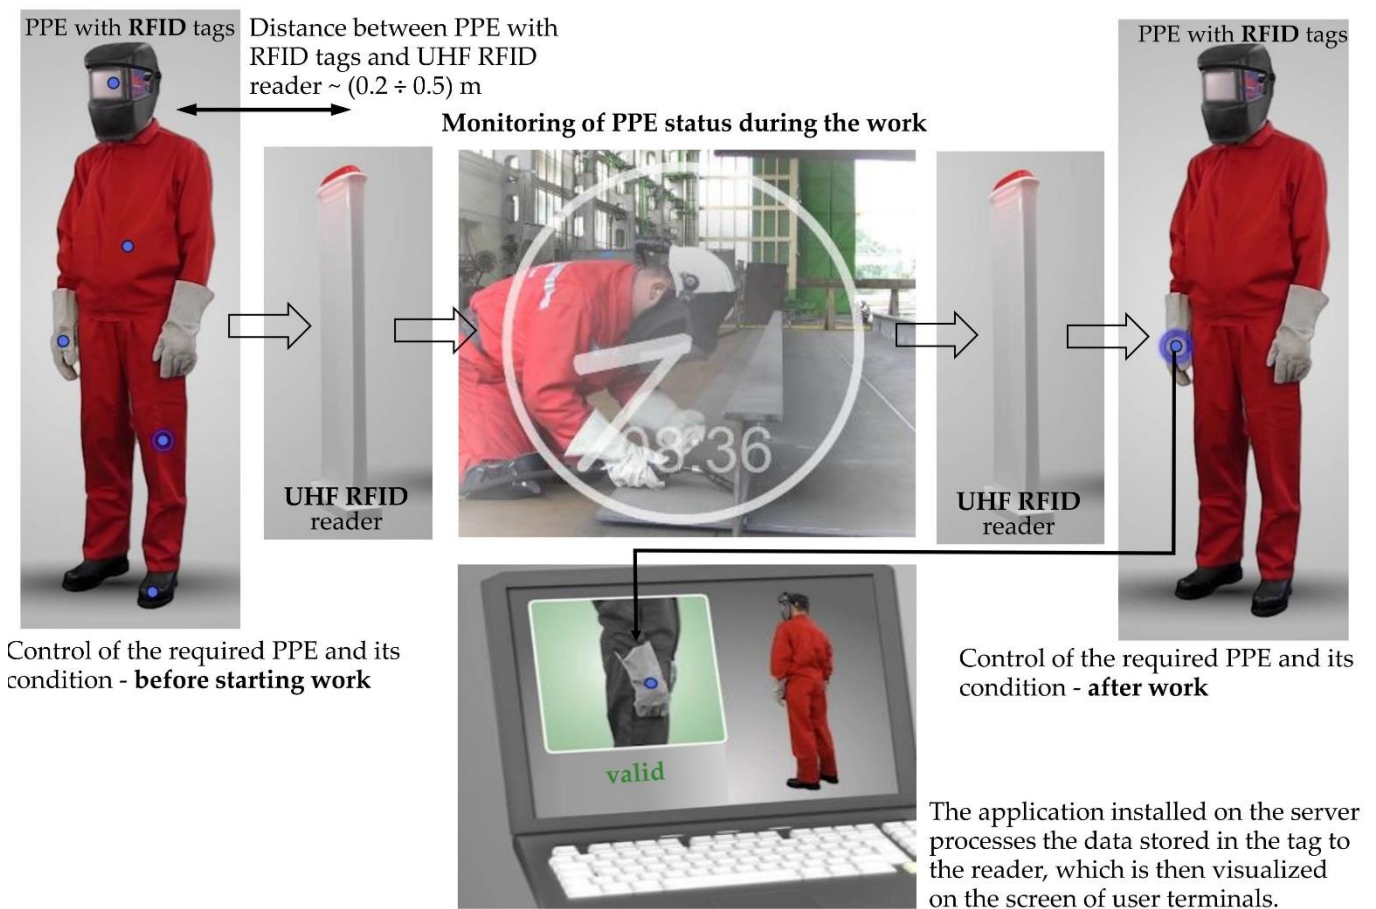 PPE with RFID tags
Distance between PPE with
RFID tags and UHF RFID
reader ~ (0.2 ÷ 0.5) m
PPE with RFID tags
Monitoring of PPE status during the work
08:36
UHF RFID
reader
UHF RFID
reader
Control of the required PPE and its
condition - before starting work
Control of the required PPE and its
condition - after work
valid
The application installed on the server
processes the data stored in the tag to
the reader, which is then visualized
on the screen of user terminals.